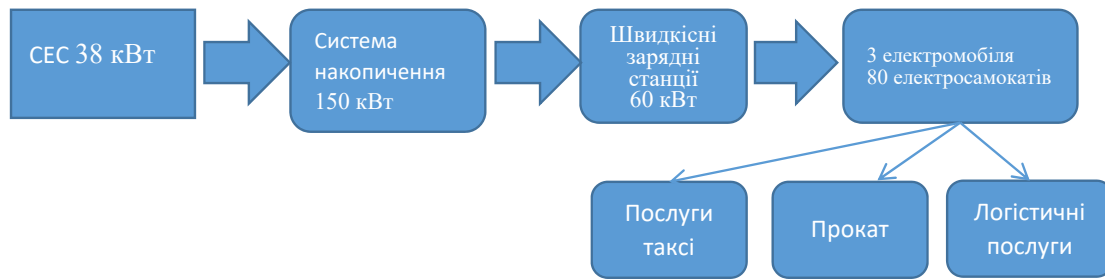 СЕС 38 кВт
Система
накопичення
150 кВт
Швидкісні
зарядні
станції
60 кВт
3 електромобіля
80 електросамокатів
Послуги
таксі
Прокат
Логістичні
послуги